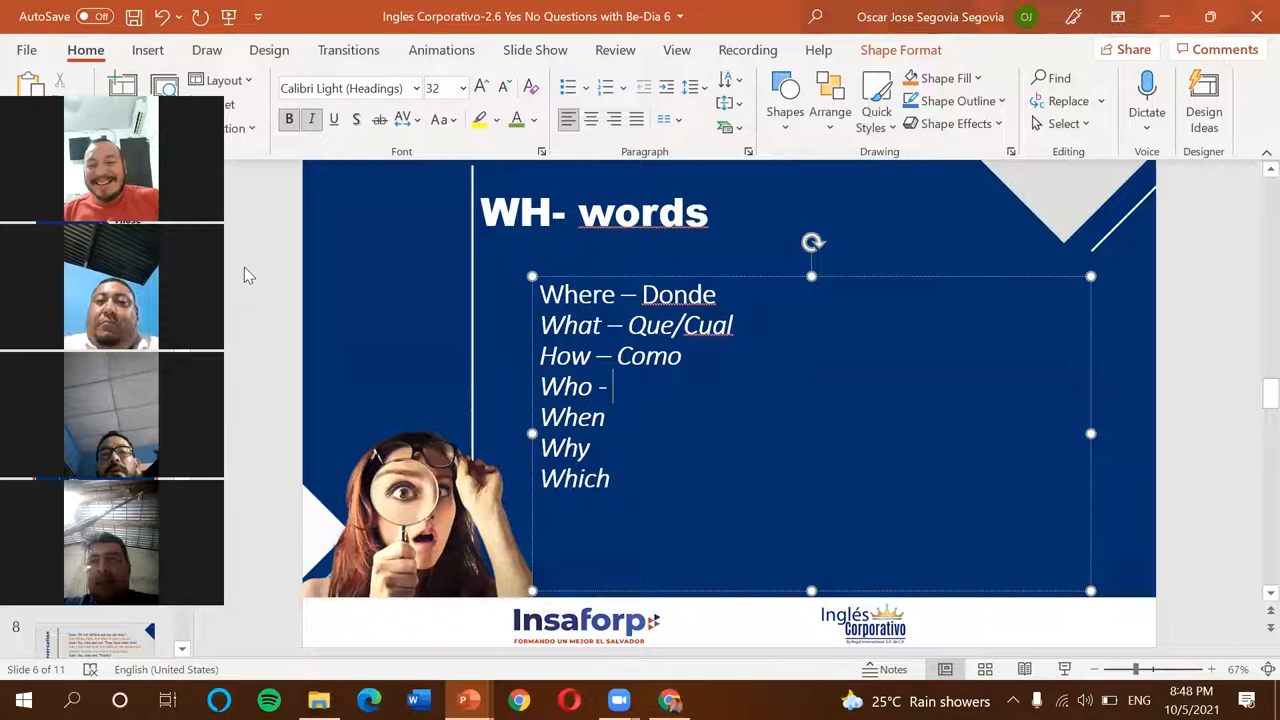 AutoSave Off Ingles Corporativo-2.6 Yes No Questions with Be-Dia 6 Oscar Jose Segovia Segovia OJ
File Home Insert Draw Design Transitions Animations Slide Show Review View Recording Help Shape Format Share Comments
Layout Calibri Light (Headings) 32 Shape Fill Find
Shapes Arrange Quick Styles Shape Outline Replace Dictate Design Ideas
B I U S ab AV Aa A Shape Effects Select
Font Paragraph Drawing Editing Voice Designer
WH- words
Where – Donde
What – Que/Cual
How – Como
Who -
When
Why
Which
Insaforp
FORMANDO UN MEJOR EL SALVADOR
Inglés
Corporativo
8
Slide 6 of 11 English (United States) Notes 67%
25°C Rain showers ENG 8:48 PM
10/5/2021